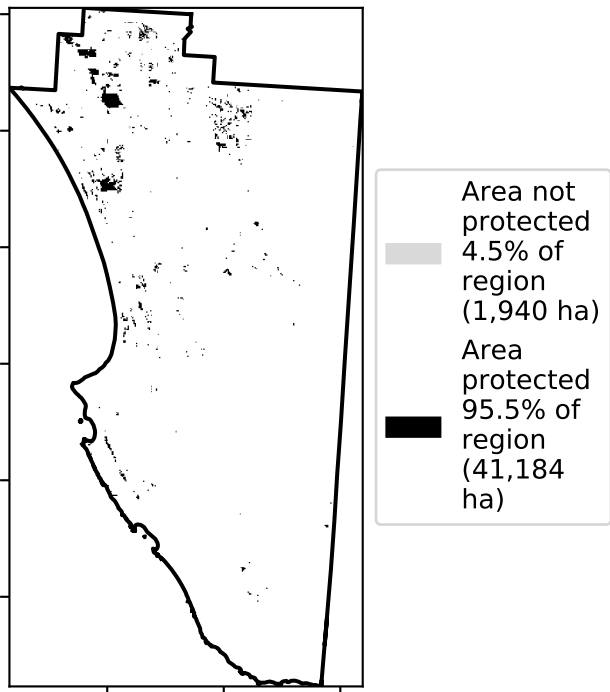 Area not
protected
4.5% of
region
(1,940 ha)
Area
protected
95.5% of
region
(41,184
ha)